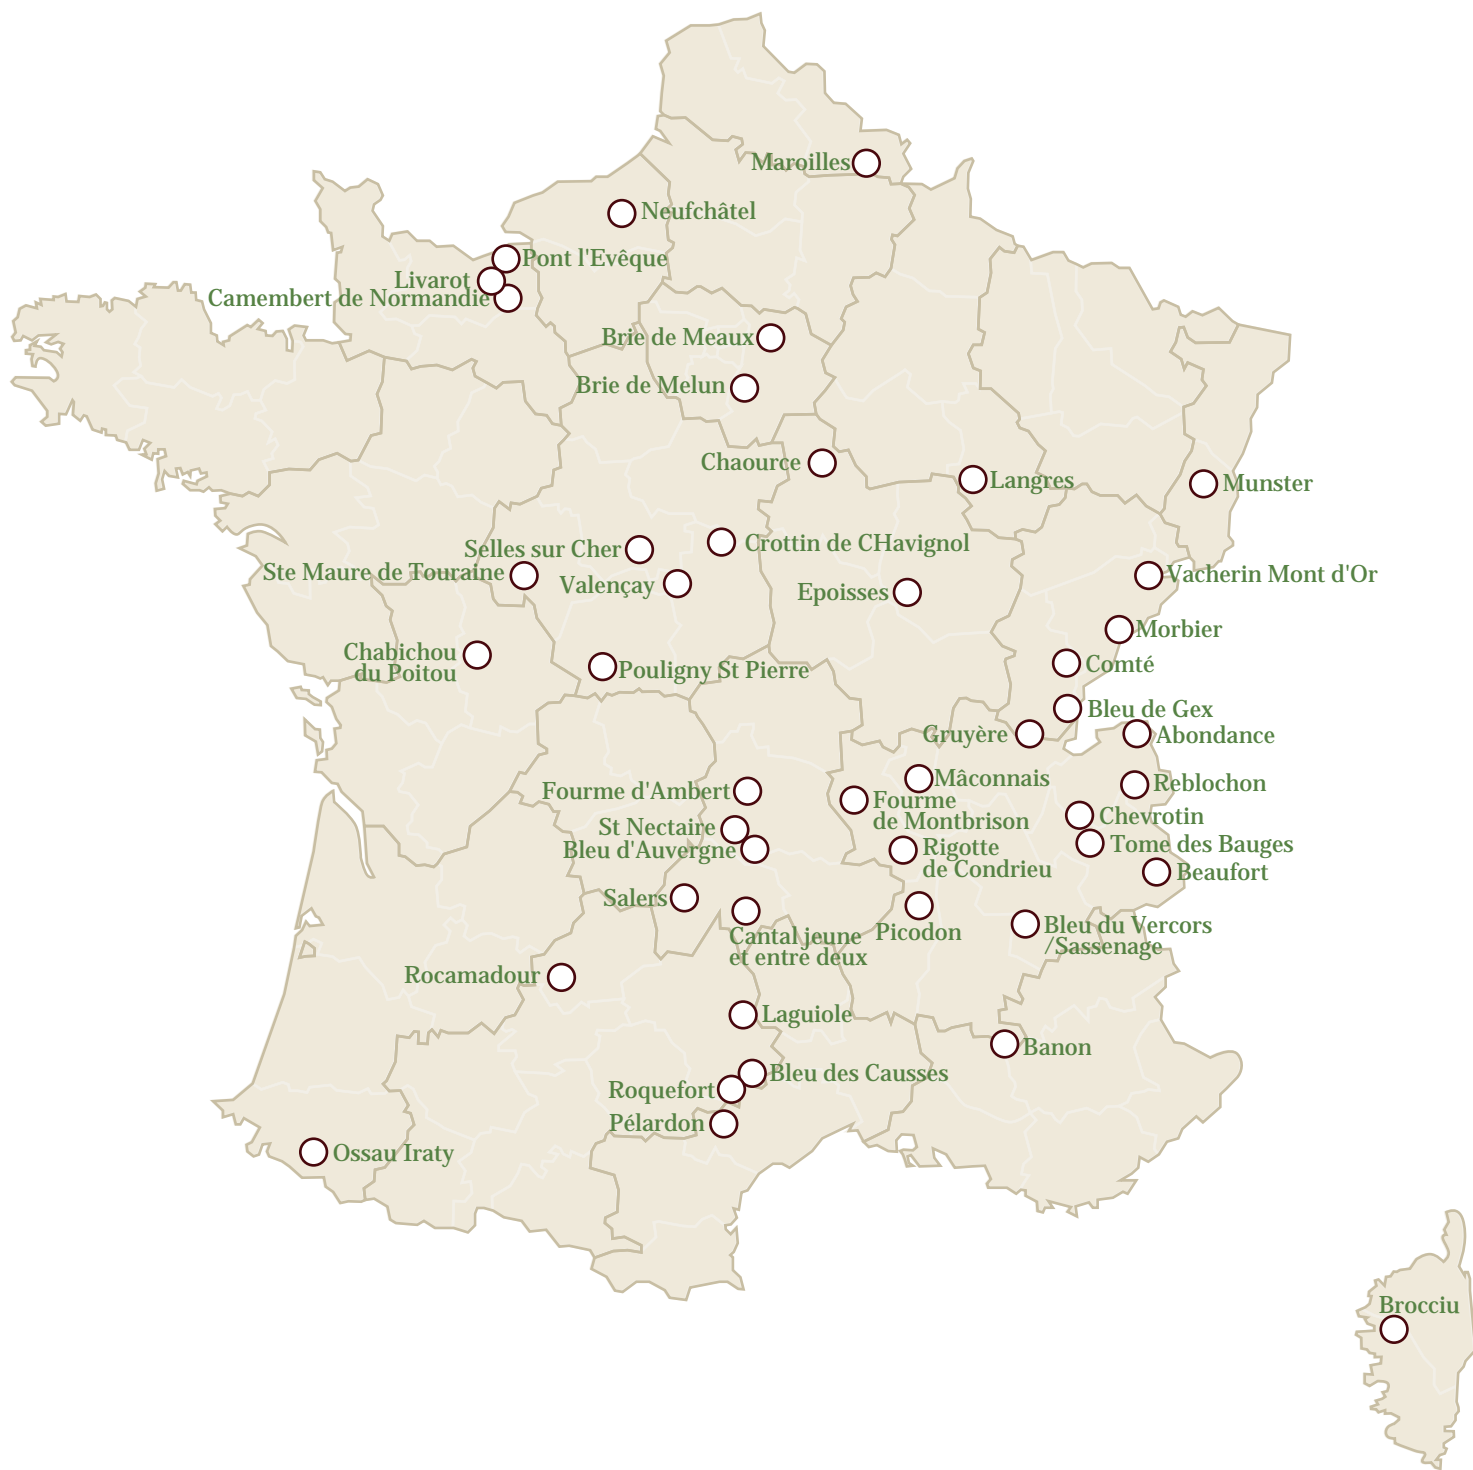 Maroilles
Neufchâtel
Pont l'Evêque
Livarot
Camembert de Normandie
Brie de Meaux
Brie de Melun
Chaource
Langres
Munster
Crottin de CHavignol
Selles sur Cher
Ste Maure de Touraine
Valençay
Vacherin Mont d'Or
Epoisses
Morbier
Chabichou
du Poitou
Comté
Pouligny St Pierre
Bleu de Gex
Gruyère
Abondance
Mâconnais
Reblochon
Fourme d'Ambert
Fourme
de Montbrison
Chevrotin
St Nectaire
Bleu d'Auvergne
Tome des Bauges
Rigotte
de Condrieu
Beaufort
Salers
Cantal jeune
et entre deux
Picodon
Bleu du Vercors
/Sassenage
Rocamadour
Laguiole
Banon
Bleu des Causses
Roquefort
Pélardon
Ossau Iraty
Brocciu